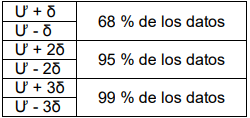 Ư + δ
68 % de los datos
Ư - δ
Ư + 2δ
95 % de los datos
Ư - 2δ
Ư + 3δ
99 % de los datos
Ư - 3δ